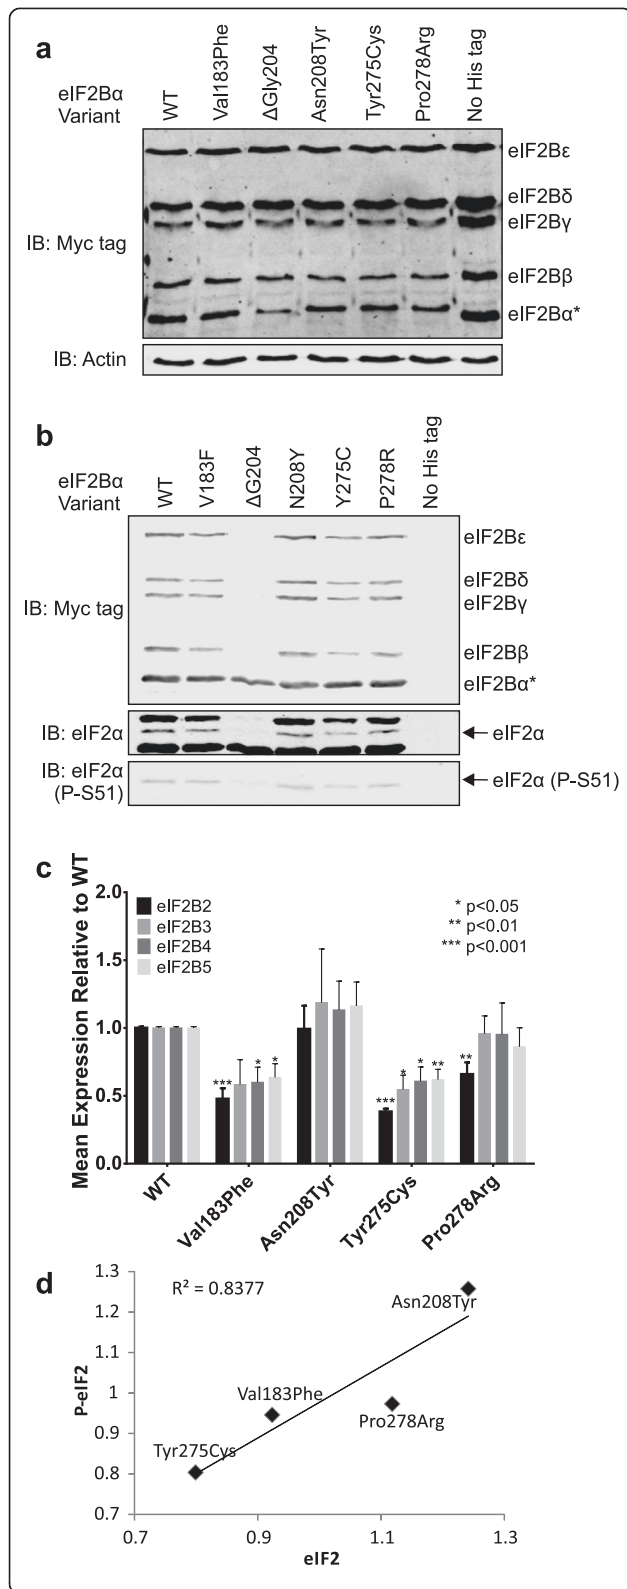 a
eIF2Bα
Variant
WT
Val183Phe
ΔGly204
Asn208Tyr
Tyr275Cys
Pro278Arg
No His tag
IB: Myc tag
eIF2Bε
eIF2Bδ
eIF2Bγ
eIF2Bβ
eIF2Bα*
IB: Actin
b
eIF2Bα
Variant
WT
V183F
ΔG204
N208Y
Y275C
P278R
No His tag
IB: Myc tag
eIF2Bε
eIF2Bδ
eIF2Bγ
eIF2Bβ
eIF2Bα*
IB: eIF2α
eIF2α
IB: eIF2α
(P-S51)
eIF2α (P-S51)
c
Mean Expression Relative to WT
2.0
1.5
1.0
0.5
0.0
eIF2B2
eIF2B3
eIF2B4
eIF2B5
* p<0.05
** p<0.01
*** p<0.001
*** * *
*** * * **
**
WT
Val183Phe
Asn208Tyr
Tyr275Cys
Pro278Arg
d
R² = 0.8377
P-eIF2
1.3
1.2
1.1
1
0.9
0.8
0.7
Asn208Tyr
Val183Phe
Pro278Arg
Tyr275Cys
0.7 0.9 1.1 1.3
eIF2